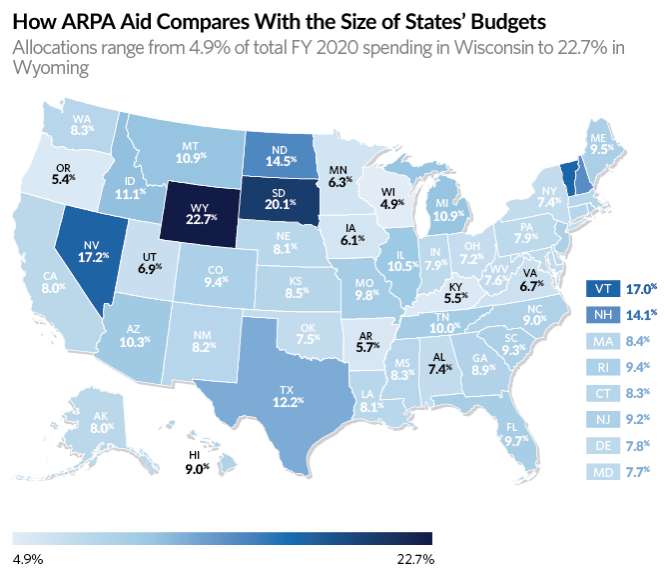 How ARPA Aid Compares With the Size of States’ Budgets
Allocations range from 4.9% of total FY 2020 spending in Wisconsin to 22.7% in
Wyoming
WA
8.3%
OR
5.4%
ID
11.1%
MT
10.9%
ND
14.5%
MN
6.3%
WI
4.9%
MI
10.9%
NY
7.4%
ME
9.5%
WY
22.7%
SD
20.1%
IA
6.1%
NE
8.1%
NV
17.2%
UT
6.9%
CO
9.4%
CA
8.0%
KS
8.5%
MO
9.8%
IL
10.5%
IN
7.9%
OH
7.2%
PA
7.9%
WV
7.6%
VA
6.7%
KY
5.5%
NC
9.0%
TN
10.0%
SC
9.3%
AZ
10.3%
NM
8.2%
OK
7.5%
AR
5.7%
MS
8.3%
AL
7.4%
GA
8.9%
TX
12.2%
LA
8.1%
FL
9.7%
AK
8.0%
HI
9.0%
VT 17.0%
NH 14.1%
MA 8.4%
RI 9.4%
CT 8.3%
NJ 9.2%
DE 7.8%
MD 7.7%
4.9% 22.7%